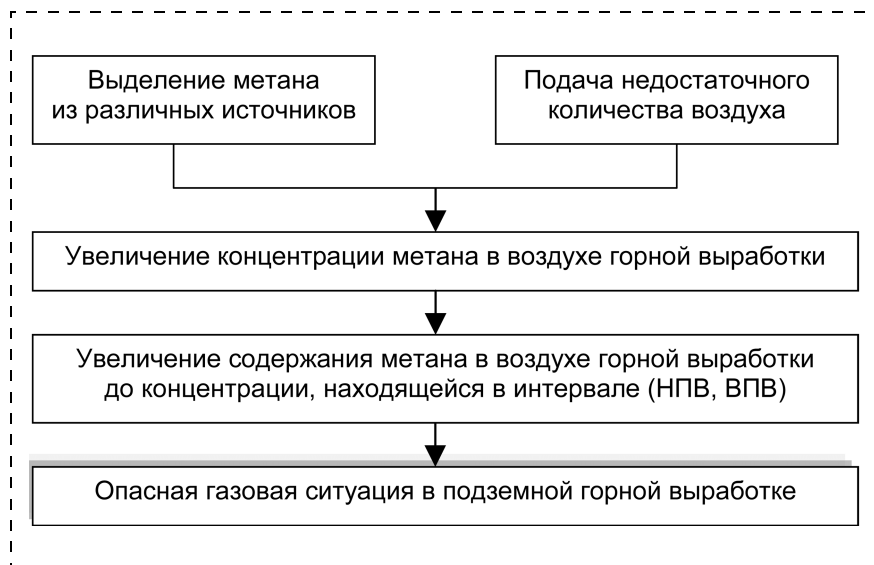 Выделение метана
из различных источников
Подача недостаточного
количества воздуха
Увеличение концентрации метана в воздухе горной выработки
Увеличение содержания метана в воздухе горной выработки
до концентрации, находящейся в интервале (НПВ, ВПВ)
Опасная газовая ситуация в подземной горной выработке